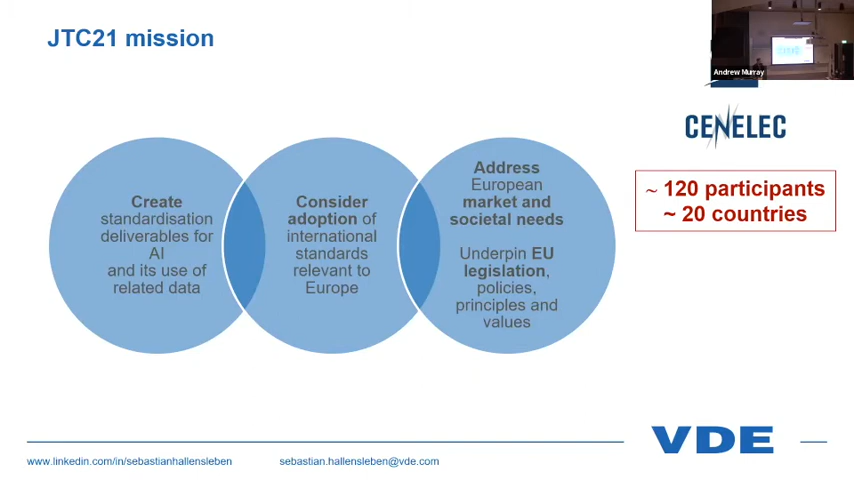 JTC21 mission
Andrew Murray
CENELEC
~ 120 participants
~ 20 countries
Create
standardisation
deliverables for
AI
and its use of
related data
Consider
adoption of
international
standards
relevant to
Europe
Address
European
market and
societal needs
Underpin EU
legislation,
policies,
principles and
values
VDE
www.linkedin.com/in/sebastianhallensleben
sebastian.hallensleben@vde.com